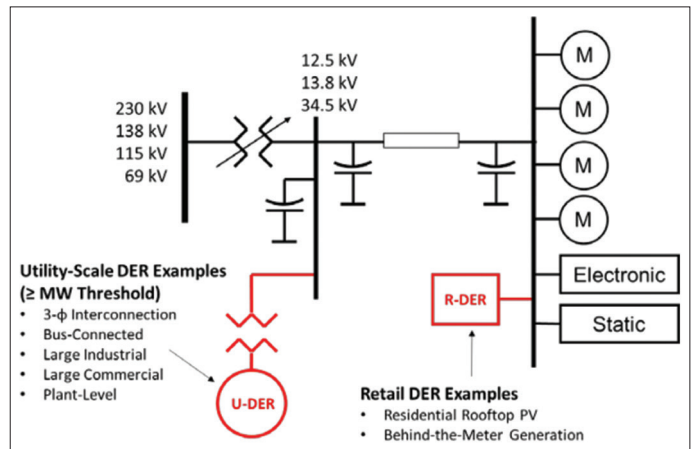 12.5 kV
13.8 kV
34.5 kV
230 kV
138 kV
115 kV
69 kV
M
M
M
M
Electronic
Static
Utility-Scale DER Examples
(≥ MW Threshold)
• 3-ϕ Interconnection
• Bus-Connected
• Large Industrial
• Large Commercial
• Plant-Level
U-DER
R-DER
Retail DER Examples
• Residential Rooftop PV
• Behind-the-Meter Generation